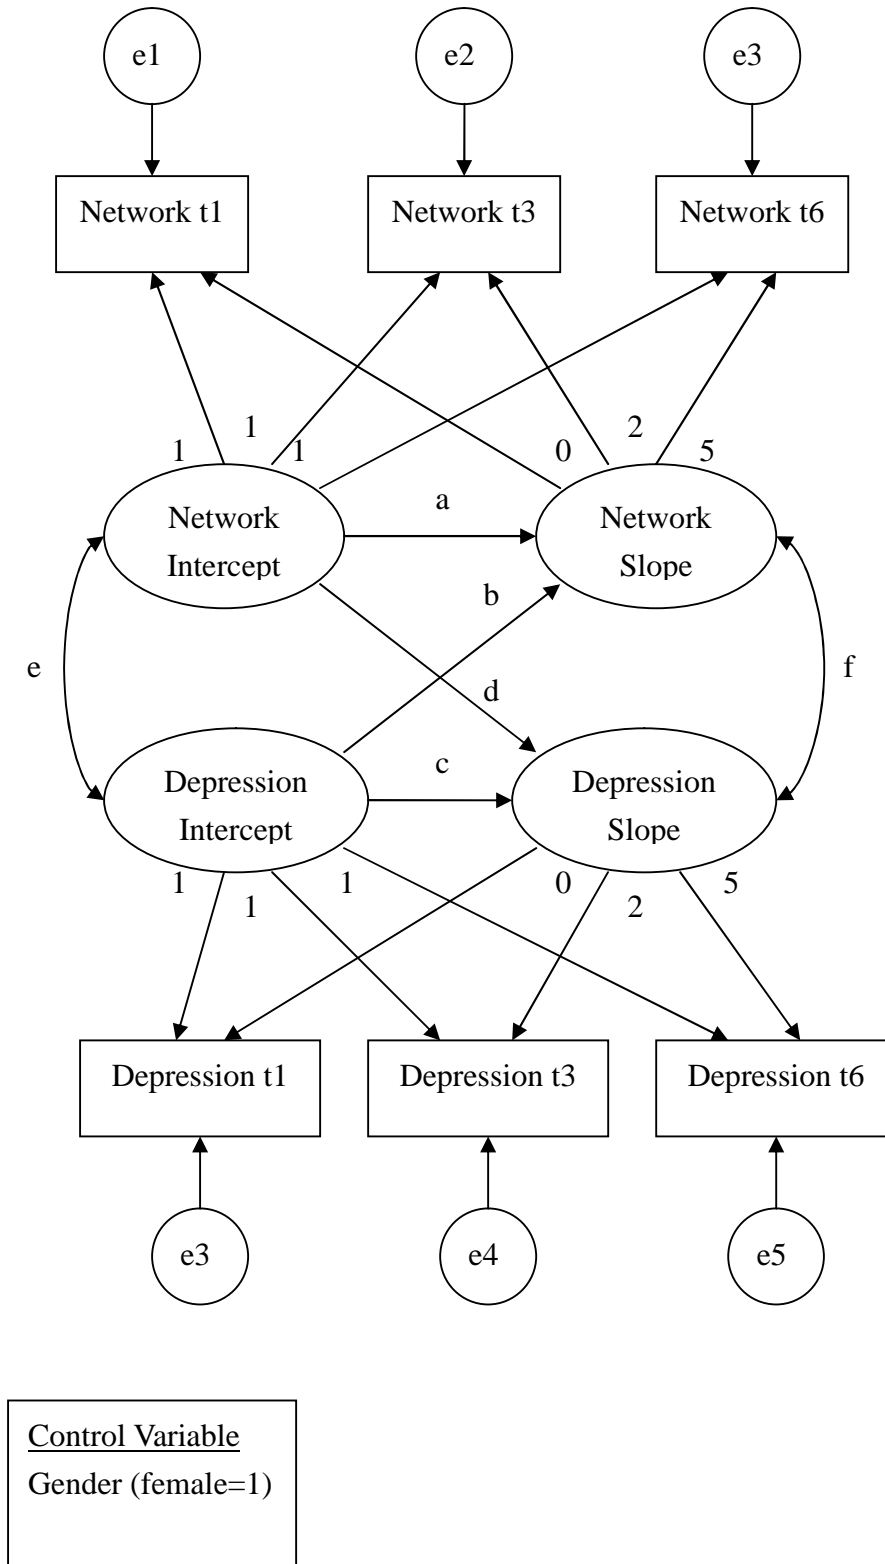 e1 e2 e3
Network t1 Network t3 Network t6
1 1 1 0 2 5
Network
Intercept
a
Network
Slope
b
e f
d
Depression
Intercept
c
Depression
Slope
1 1 1 0 2 5
Depression t1 Depression t3 Depression t6
e3 e4 e5
Control Variable
Gender (female=1)